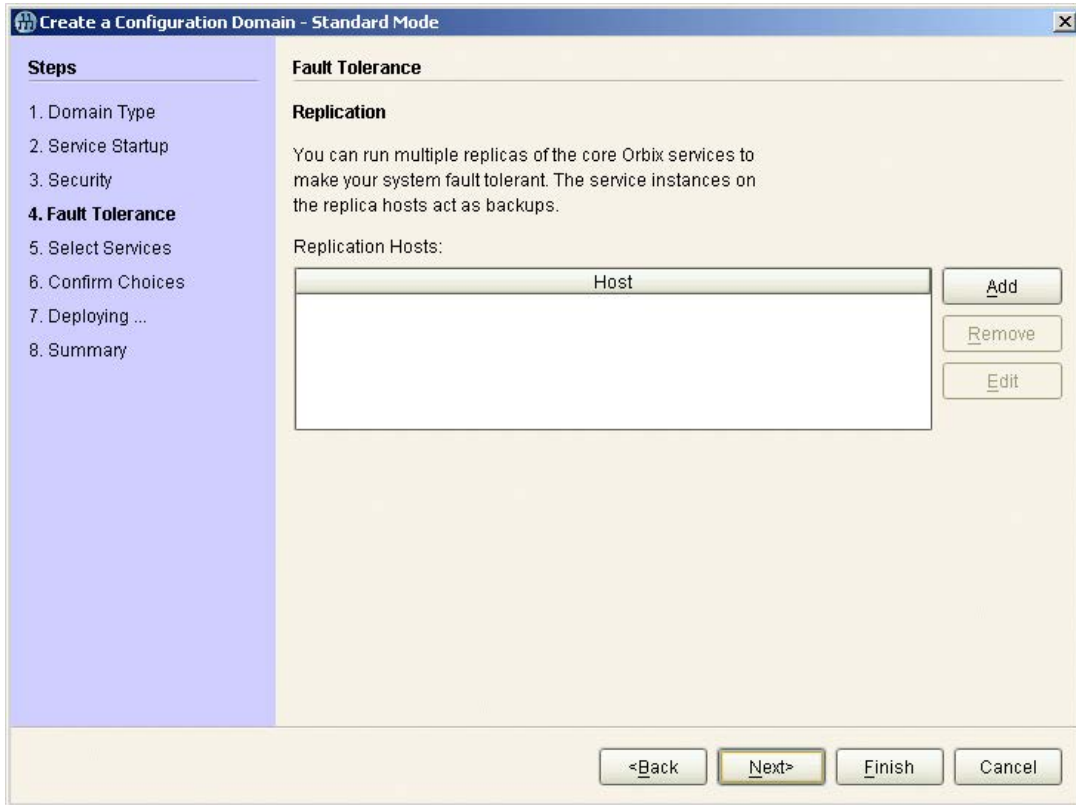 Create a Configuration Domain - Standard Mode
Steps
1. Domain Type
2. Service Startup
3. Security
4. Fault Tolerance
5. Select Services
6. Confirm Choices
7. Deploying ...
8. Summary
Fault Tolerance
Replication
You can run multiple replicas of the core Orbix services to
make your system fault tolerant. The service instances on
the replica hosts act as backups.
Replication Hosts:
Host
Add
Remove
Edit
<Back
Next>
Finish
Cancel